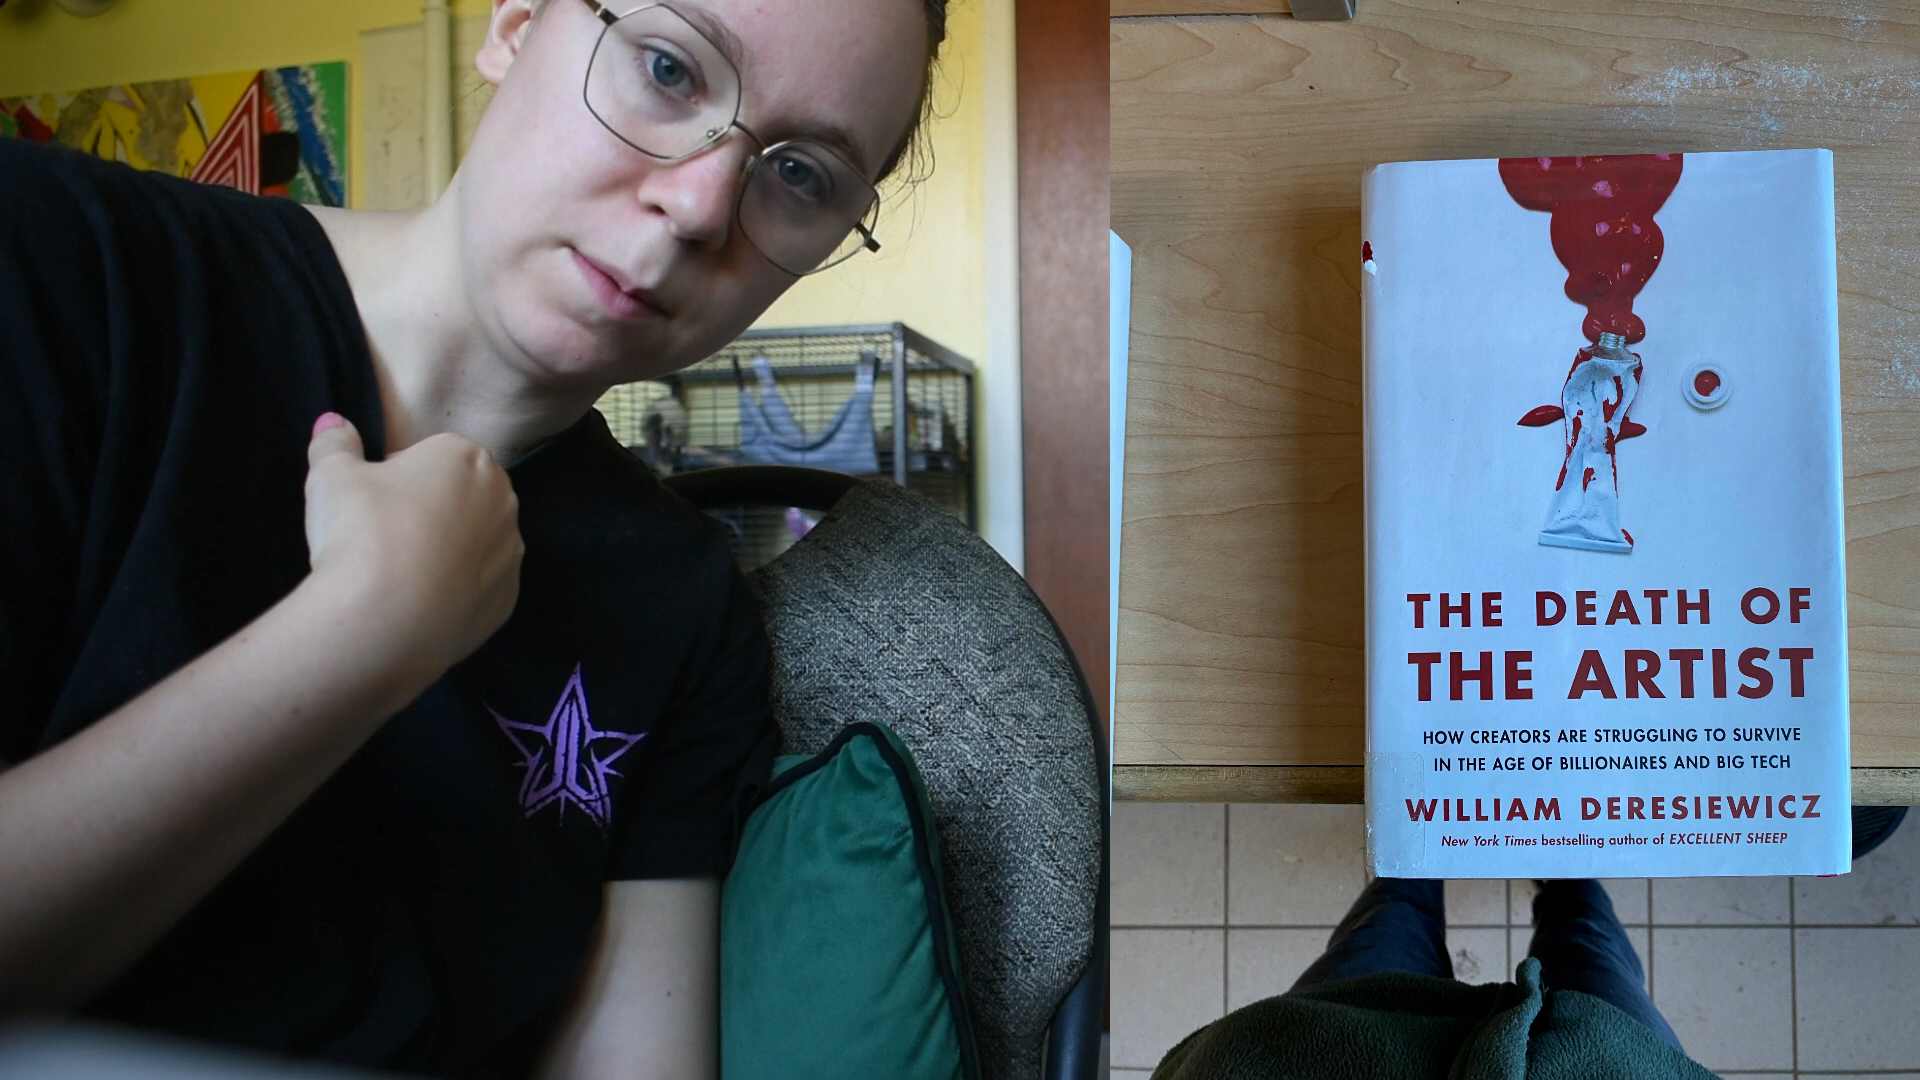 THE DEATH OF
THE ARTIST
HOW CREATORS ARE STRUGGLING TO SURVIVE
IN THE AGE OF BILLIONAIRES AND BIG TECH
WILLIAM DERESIEWICZ
New York Times bestselling author of EXCELLENT SHEEP